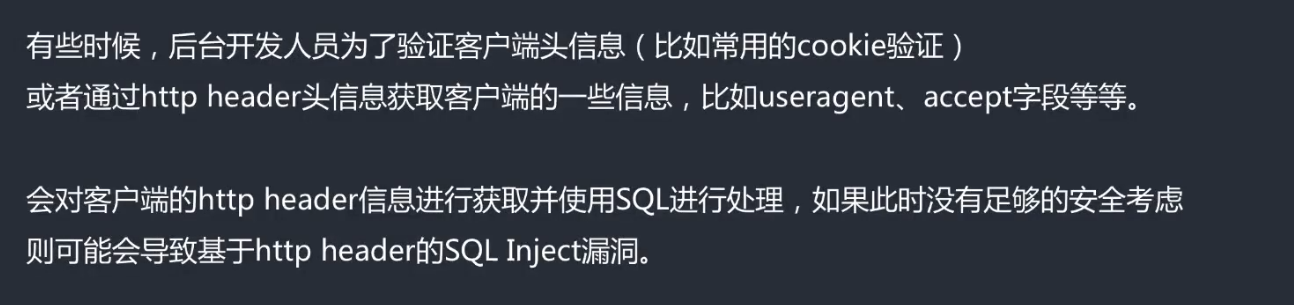 有些时候，后台开发人员为了验证客户端头信息（比如常用的cookie验证）
或者通过http header头信息获取客户端的一些信息，比如useragent、accept字段等等。
会对客户端的http header信息进行获取并使用SQL进行处理，如果此时没有足够的安全考虑
则可能会导致基于http header的SQL Inject漏洞。